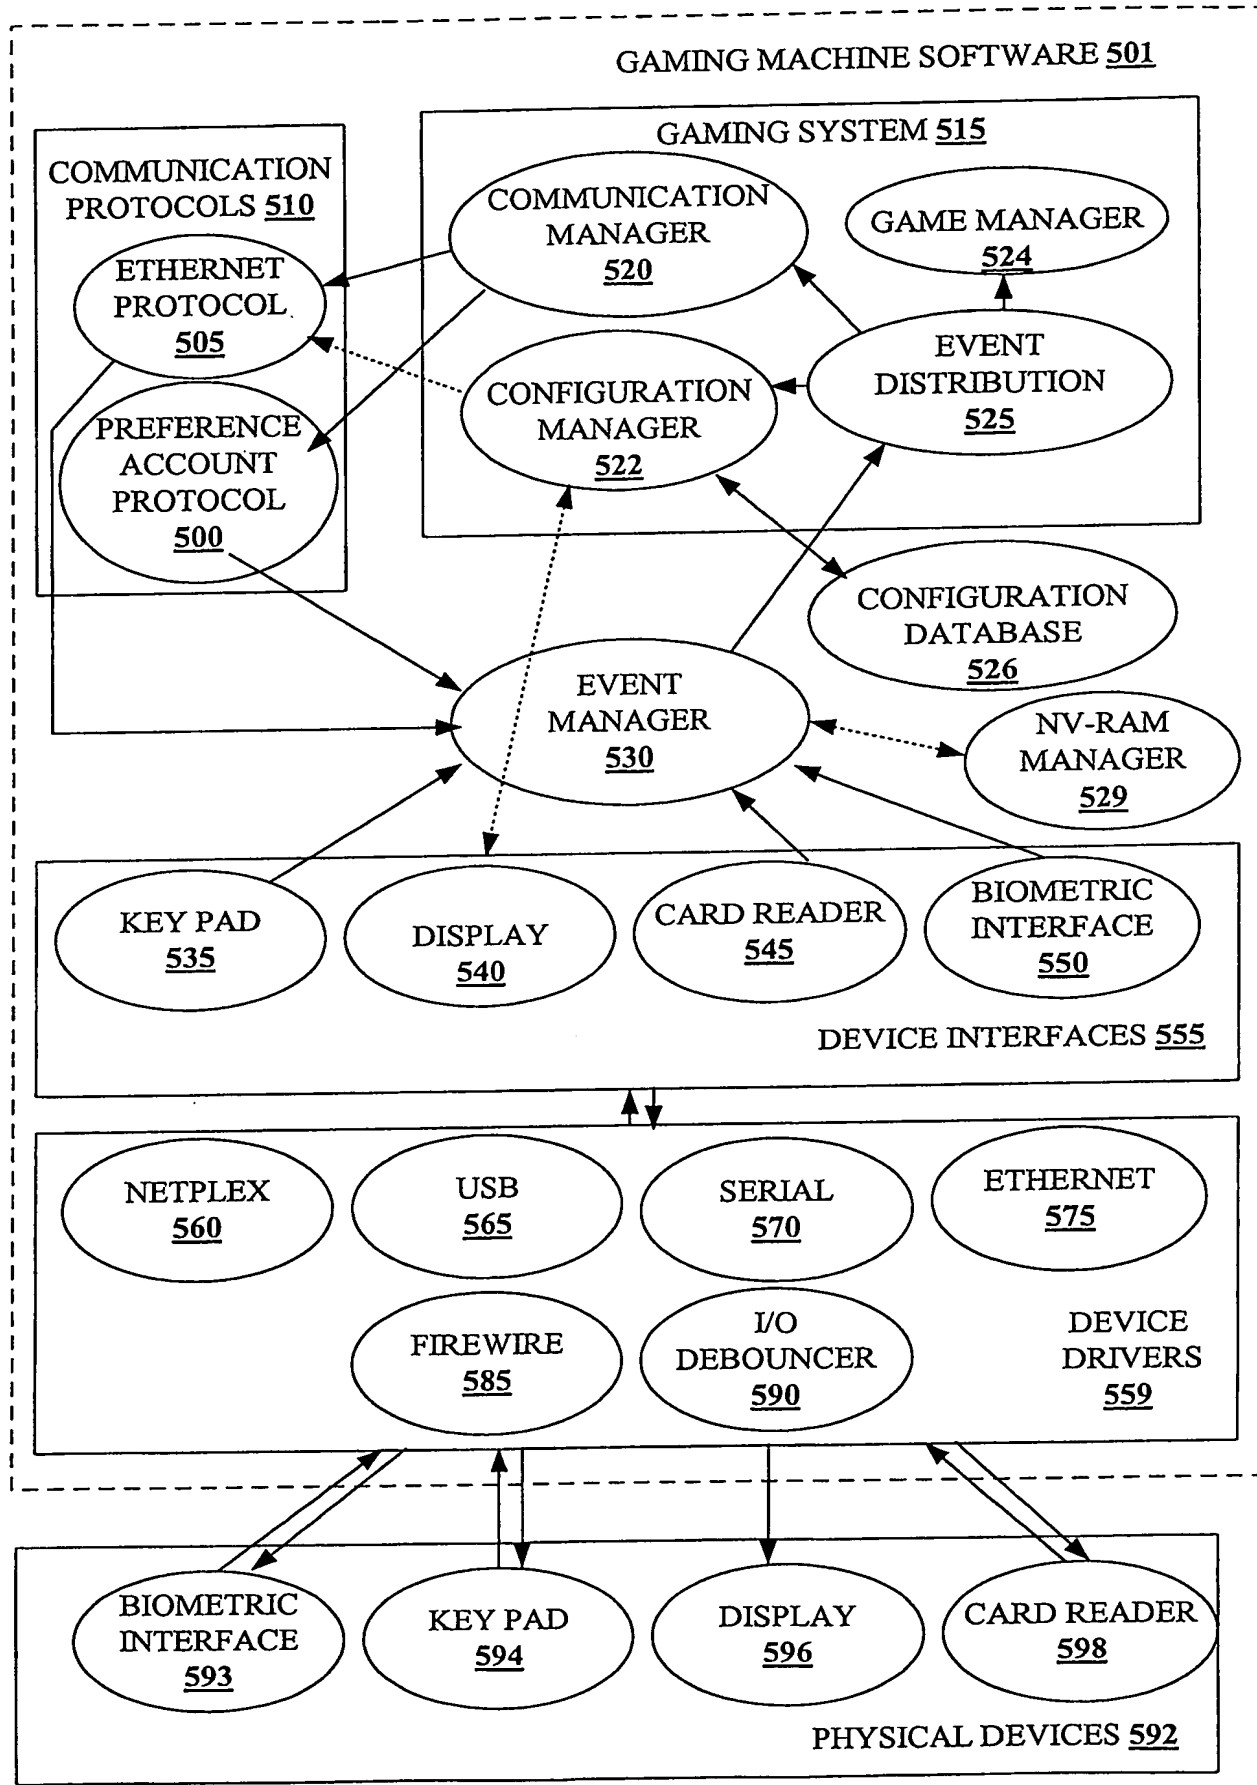 GAMING MACHINE SOFTWARE 501
GAMING SYSTEM 515
COMMUNICATION
PROTOCOLS 510
ETHERNET
PROTOCOL
505
PREFERENCE
ACCOUNT
PROTOCOL
500
COMMUNICATION
MANAGER
520
GAME MANAGER
524
CONFIGURATION
MANAGER
522
EVENT
DISTRIBUTION
525
CONFIGURATION
DATABASE
526
EVENT
MANAGER
530
NV-RAM
MANAGER
529
KEY PAD
535
DISPLAY
540
CARD READER
545
BIOMETRIC
INTERFACE
550
DEVICE INTERFACES 555
NETPLEX
560
USB
565
SERIAL
570
ETHERNET
575
FIREWIRE
585
I/O
DEBOUNCER
590
DEVICE
DRIVERS
559
BIOMETRIC
INTERFACE
593
KEY PAD
594
DISPLAY
596
CARD READER
598
PHYSICAL DEVICES 592